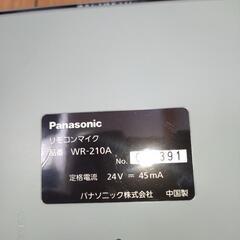 Panasonic
リモコンマイク
品番 WR-210A
No. 391
定格電流 24V ⎓ 45mA
パナソニック株式会社 中国製